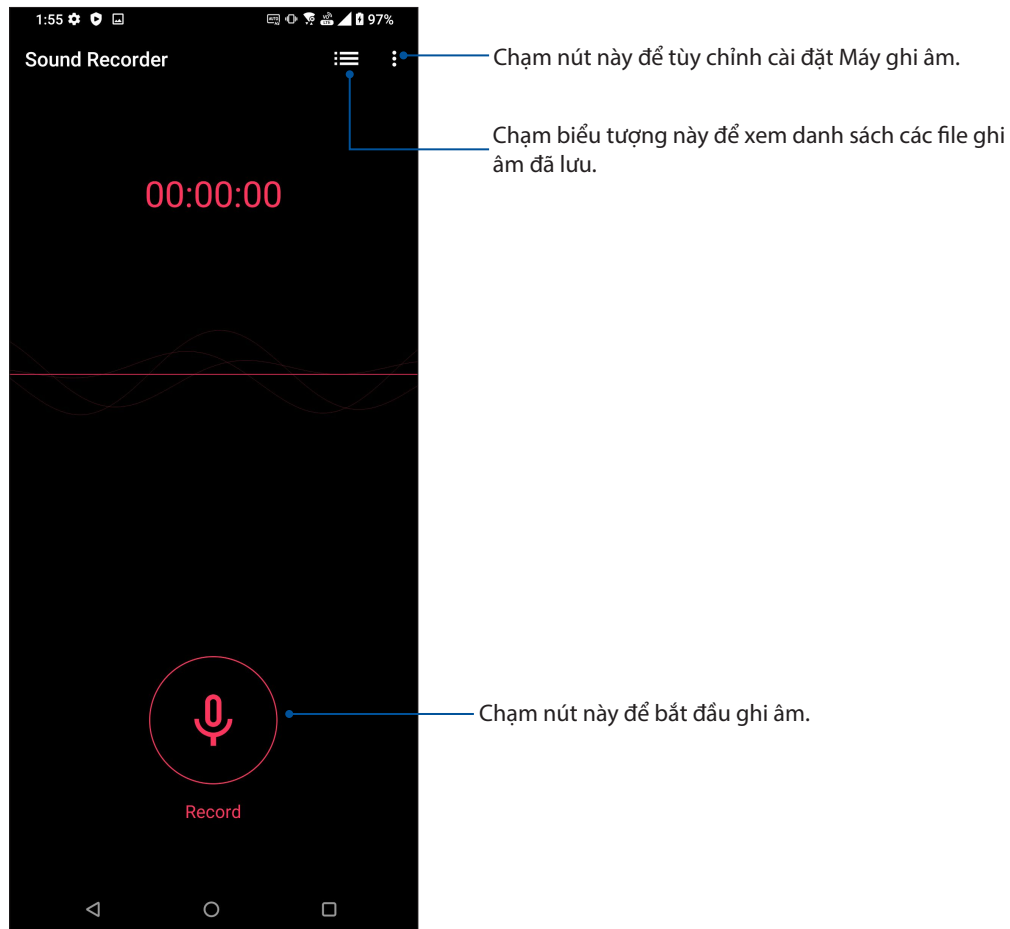 1:55 97%
Sound Recorder
Chạm nút này để tùy chỉnh cài đặt Máy ghi âm.
Chạm biểu tượng này để xem danh sách các file ghi
âm đã lưu.
00:00:00
Chạm nút này để bắt đầu ghi âm.
Record